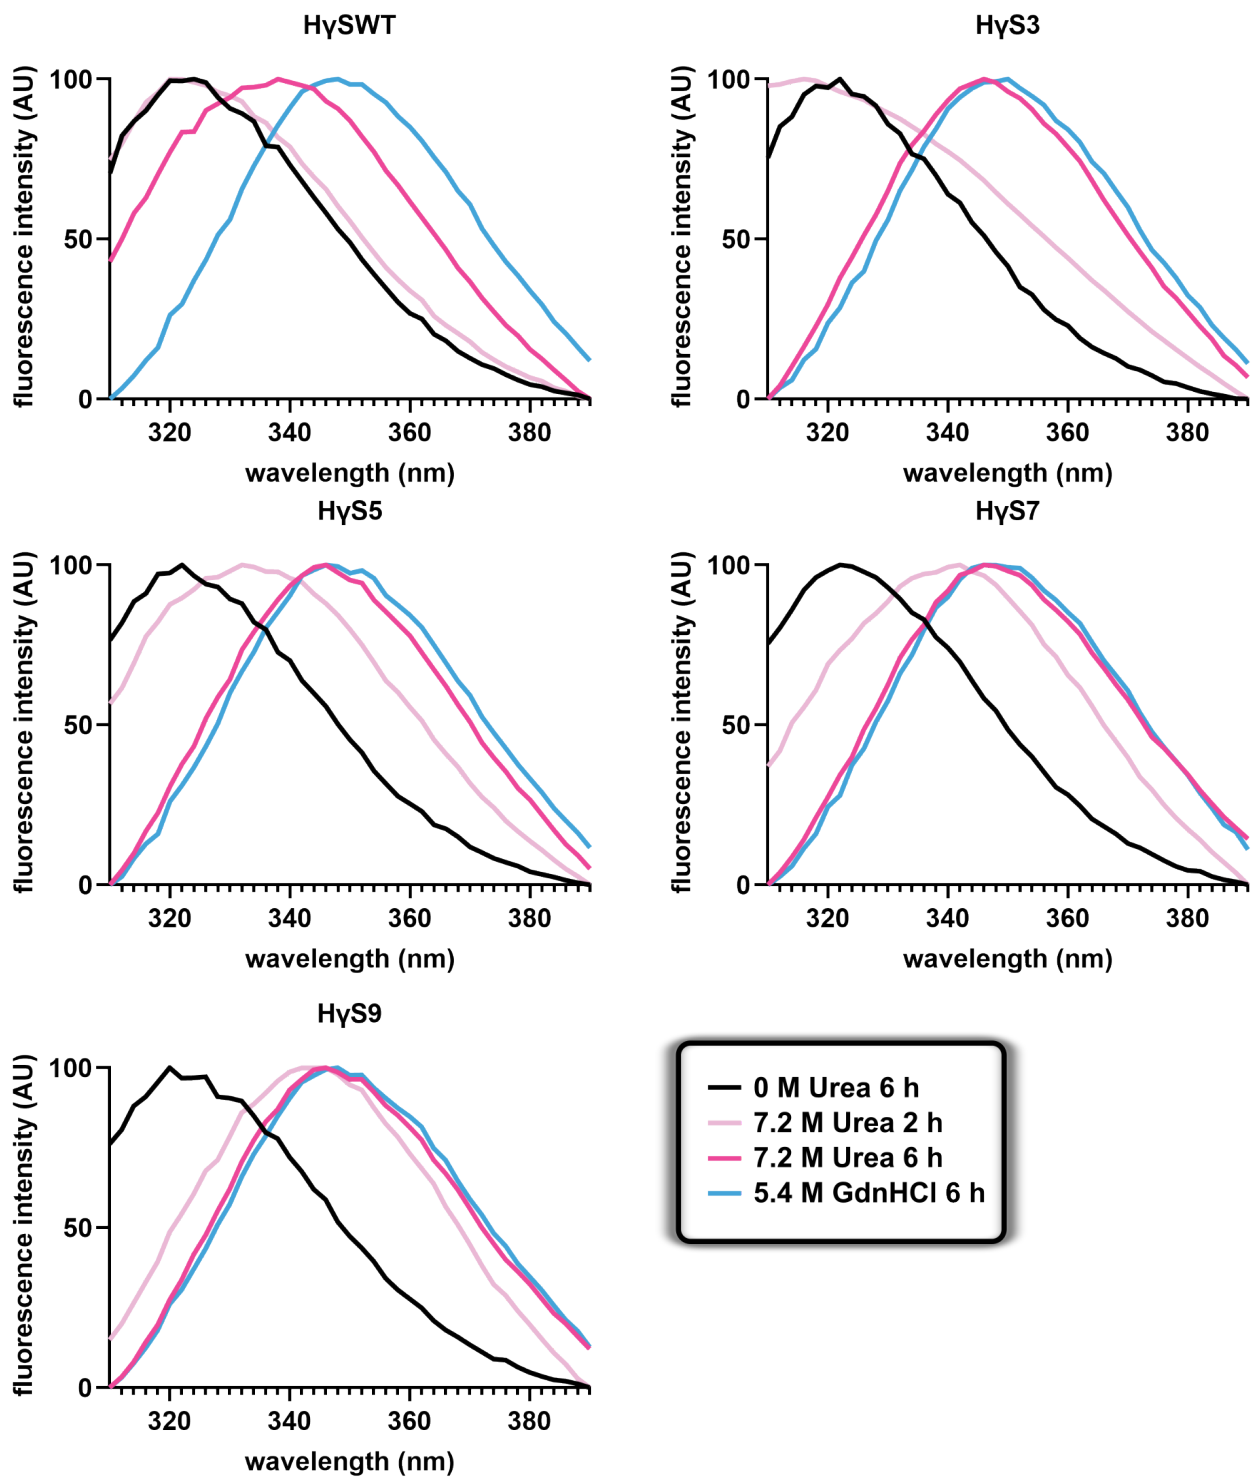 HγSWT
fluorescence intensity (AU)
100
50
0
320 340 360 380
wavelength (nm)
HγS3
fluorescence intensity (AU)
100
50
0
320 340 360 380
wavelength (nm)
HγS5
fluorescence intensity (AU)
100
50
0
320 340 360 380
wavelength (nm)
HγS7
fluorescence intensity (AU)
100
50
0
320 340 360 380
wavelength (nm)
HγS9
fluorescence intensity (AU)
100
50
0
320 340 360 380
wavelength (nm)
0 M Urea 6 h
7.2 M Urea 2 h
7.2 M Urea 6 h
5.4 M GdnHCl 6 h